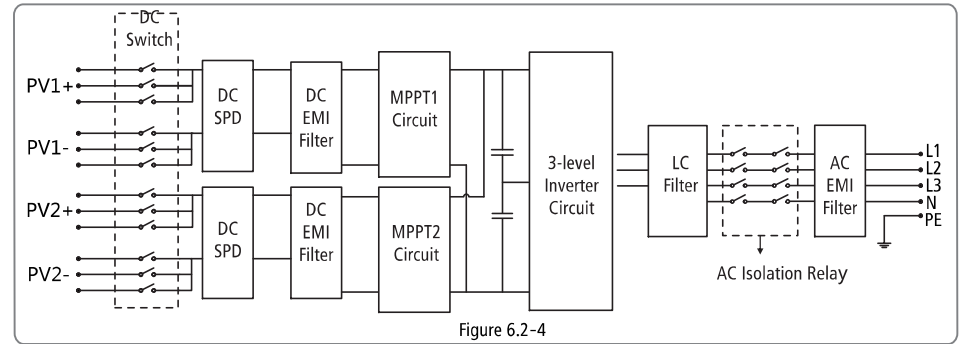 DC
Switch
PV1+
PV1-
PV2+
PV2-
DC
SPD
DC
EMI
Filter
MPPT1
Circuit
DC
SPD
DC
EMI
Filter
MPPT2
Circuit
3-level
Inverter
Circuit
LC
Filter
AC
EMI
Filter
L1
L2
L3
N
PE
AC Isolation Relay
Figure 6.2-4